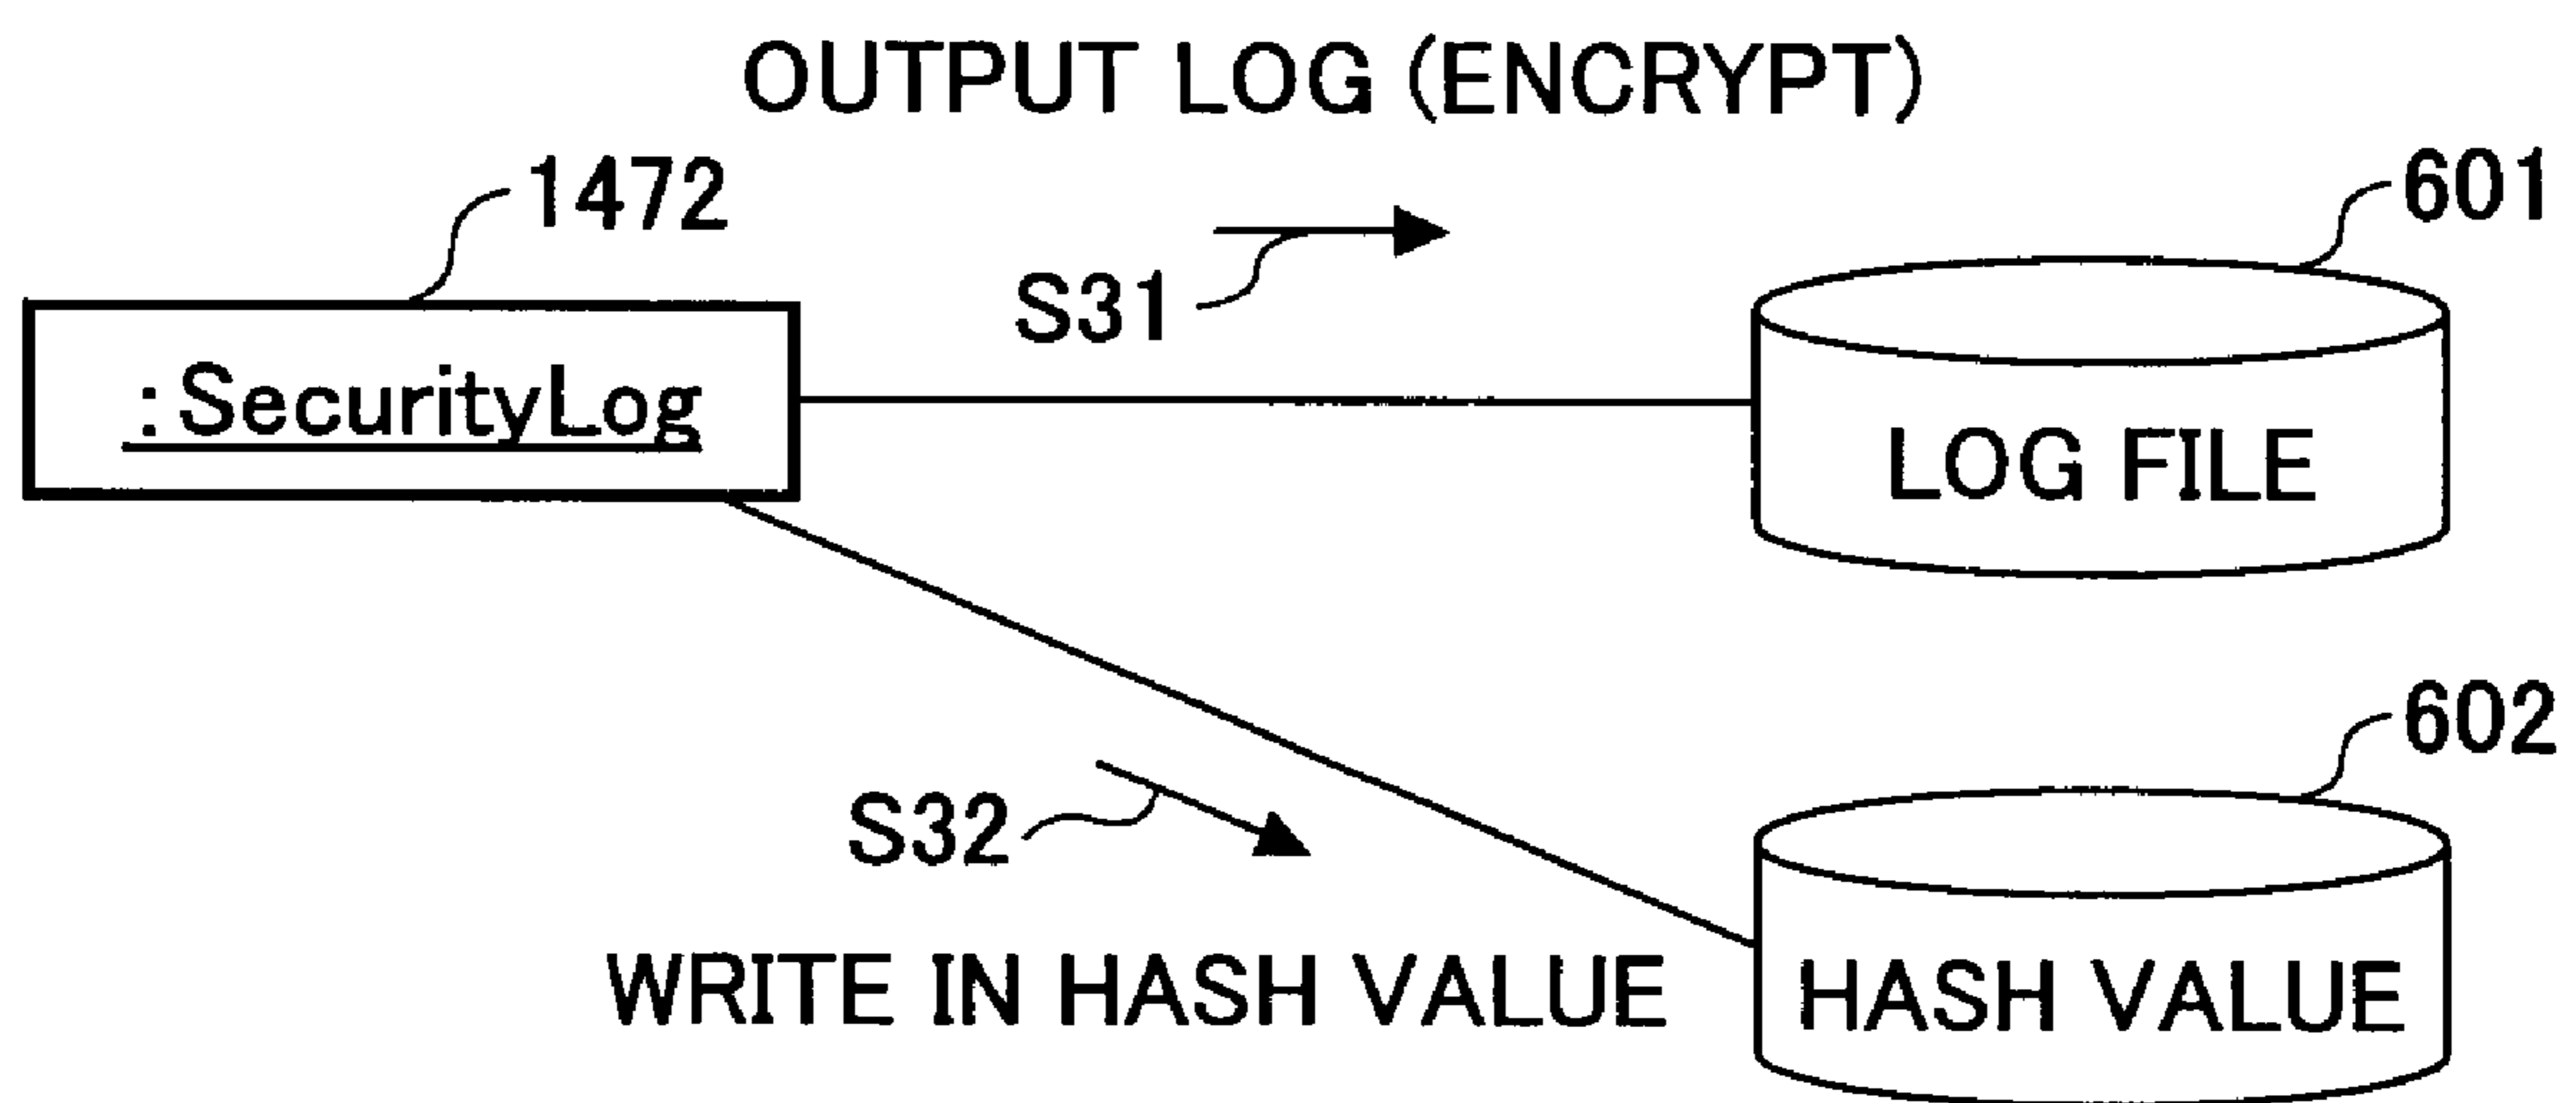 OUTPUT LOG (ENCRYPT)
1472
601
S31
:SecurityLog
LOG FILE
602
S32
WRITE IN HASH VALUE
HASH VALUE